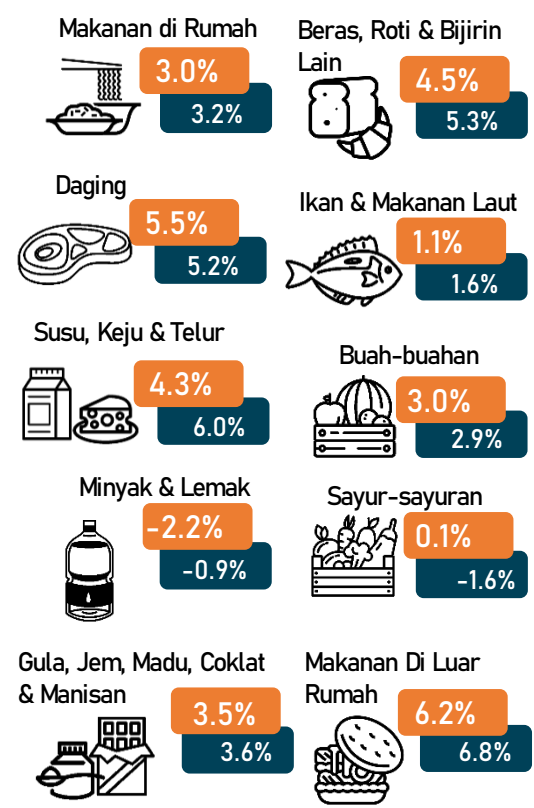 Makanan di Rumah
3.0%
3.2%
Beras, Roti & Bijirin
Lain
4.5%
5.3%
Daging
5.5%
5.2%
Ikan & Makanan Laut
1.1%
1.6%
Susu, Keju & Telur
4.3%
6.0%
Buah-buahan
3.0%
2.9%
Minyak & Lemak
-2.2%
-0.9%
Sayur-sayuran
0.1%
-1.6%
Gula, Jem, Madu, Coklat
& Manisan
3.5%
3.6%
Makanan Di Luar
Rumah
6.2%
6.8%